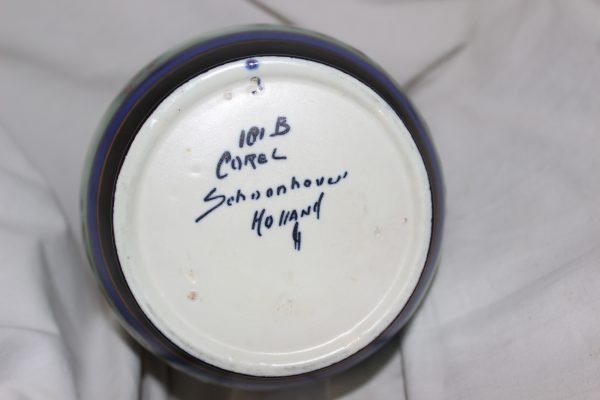 101 B
COREL
Schoonhoven
HOLLAND
H